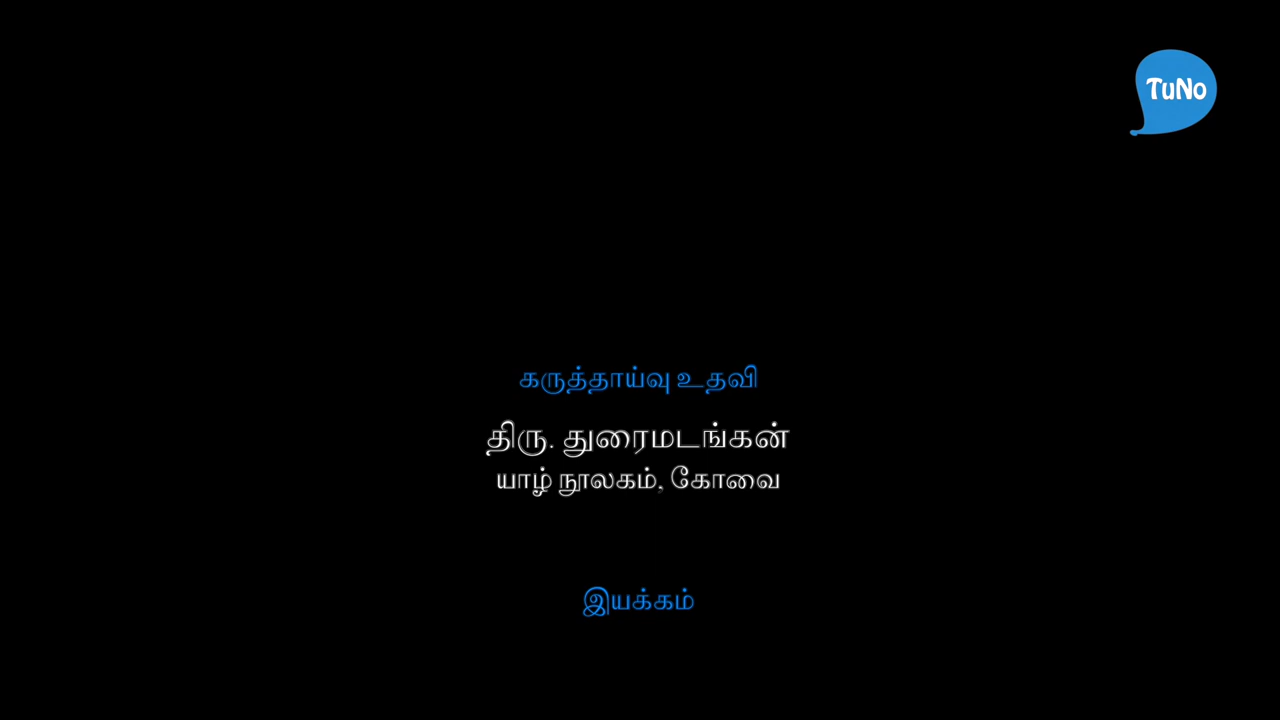 TuNo
கருத்தாய்வு உதவி
திரு. துரைமடங்கன்
யாழ் நூலகம், கோவை
இயக்கம்